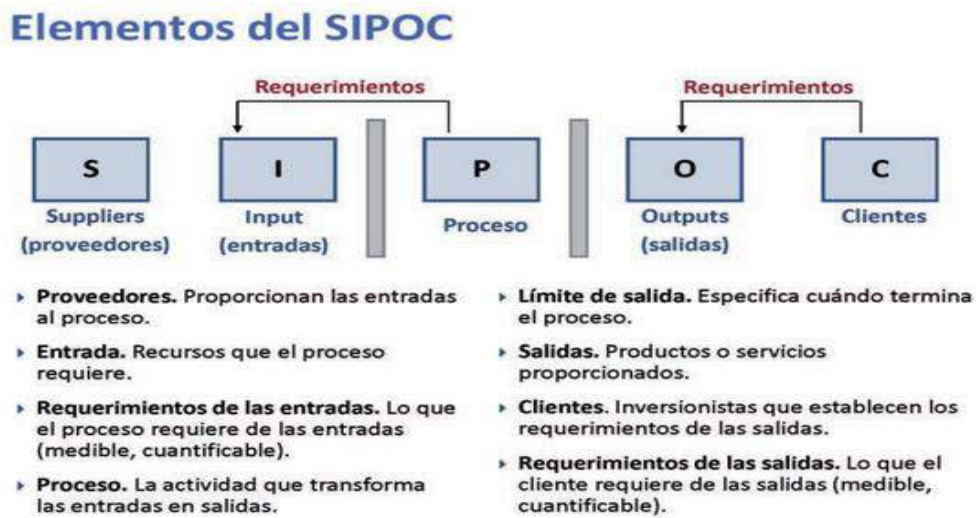 Elementos del SIPOC
Requerimientos
Requerimientos
S
I
P
O
C
Suppliers
(proveedores)
Input
(entradas)
Proceso
Outputs
(salidas)
Clientes
Proveedores. Proporcionan las entradas
al proceso.
Entrada. Recursos que el proceso
requiere.
Requerimientos de las entradas. Lo que
el proceso requiere de las entradas
(medible, cuantificable).
Proceso. La actividad que transforma
las entradas en salidas.
Límite de salida. Especifica cuándo termina
el proceso.
Salidas. Productos o servicios
proporcionados.
Clientes. Inversionistas que establecen los
requerimientos de las salidas.
Requerimientos de las salidas. Lo que el
cliente requiere de las salidas (medible,
cuantificable).